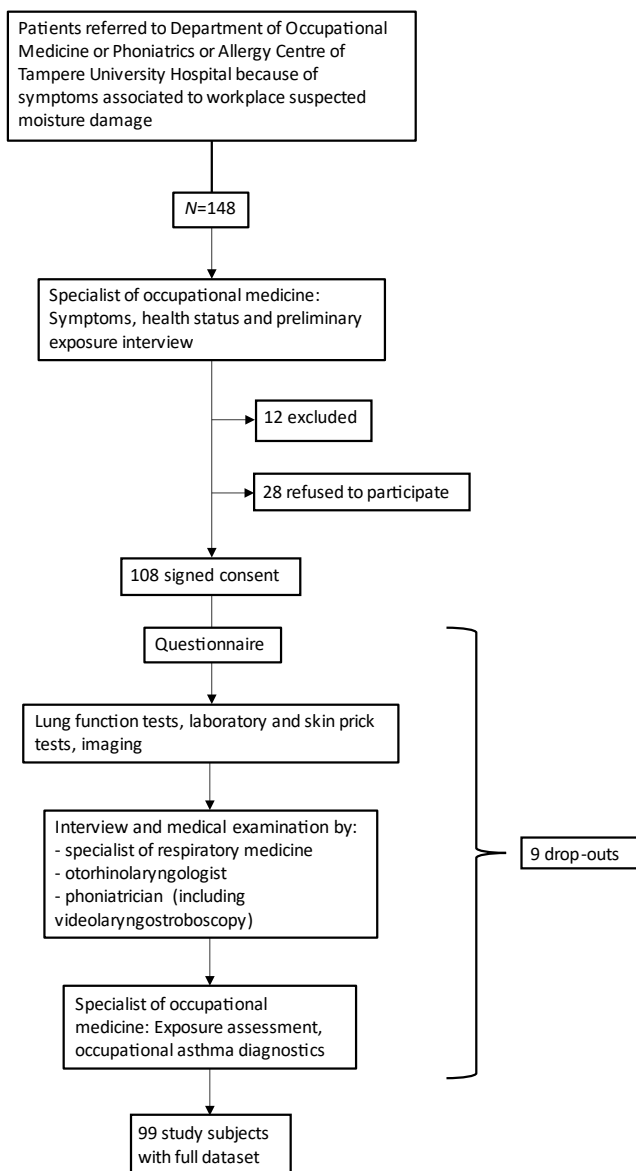 Patients referred to Department of Occupational
Medicine or Phoniatrics or Allergy Centre of
Tampere University Hospital because of
symptoms associated to workplace suspected
moisture damage
N=148
Specialist of occupational medicine:
Symptoms, health status and preliminary
exposure interview
12 excluded
28 refused to participate
108 signed consent
Questionnaire
Lung function tests, laboratory and skin prick
tests, imaging
Interview and medical examination by:
- specialist of respiratory medicine
- otorhinolaryngologist
- phoniatrician (including
videolaryngostroboscopy)
9 drop-outs
Specialist of occupational
medicine: Exposure assessment,
occupational asthma diagnostics
99 study subjects
with full dataset